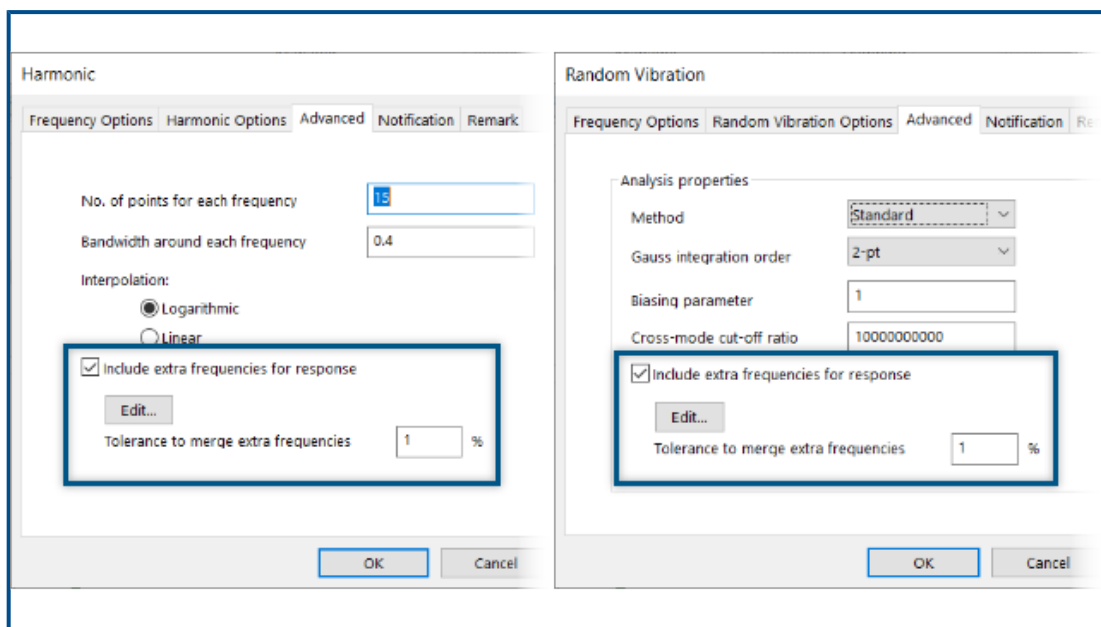 Harmonic
Frequency Options Harmonic Options Advanced Notification Remark
No. of points for each frequency 15
Bandwidth around each frequency 0.4
Interpolation:
Logarithmic
Linear
Include extra frequencies for response
Edit...
Tolerance to merge extra frequencies 1 %
OK Cancel
Random Vibration
Frequency Options Random Vibration Options Advanced Notification Re
Analysis properties
Method Standard
Gauss integration order 2-pt
Biasing parameter 1
Cross-mode cut-off ratio 10000000000
Include extra frequencies for response
Edit...
Tolerance to merge extra frequencies 1 %
OK Cancel